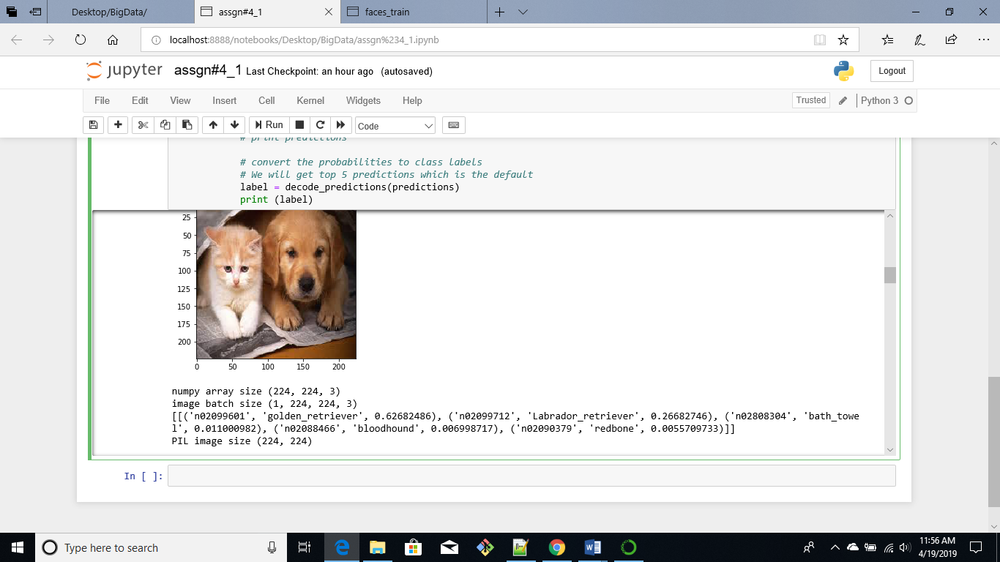 Desktop/BigData/
assgn#4_1
faces_train
localhost:8888/notebooks/Desktop/BigData/assgn%234_1.ipynb
jupyter assgn#4_1 Last Checkpoint: an hour ago (autosaved)
Logout
File Edit View Insert Cell Kernel Widgets Help
Trusted Python 3
Run Code
# print predictions
# convert the probabilities to class labels
# We will get top 5 predictions which is the default
label = decode_predictions(predictions)
print (label)
25
50
75
100
125
150
175
200
0 50 100 150 200
numpy array size (224, 224, 3)
image batch size (1, 224, 224, 3)
[[('n02099601', 'golden_retriever', 0.62682486), ('n02099712', 'Labrador_retriever', 0.26682746), ('n02808304', 'bath_towe
l', 0.011000982), ('n02088466', 'bloodhound', 0.006998717), ('n02090379', 'redbone', 0.0055709733)]]
PIL image size (224, 224)
In [ ]:
Type here to search
11:56 AM
4/19/2019